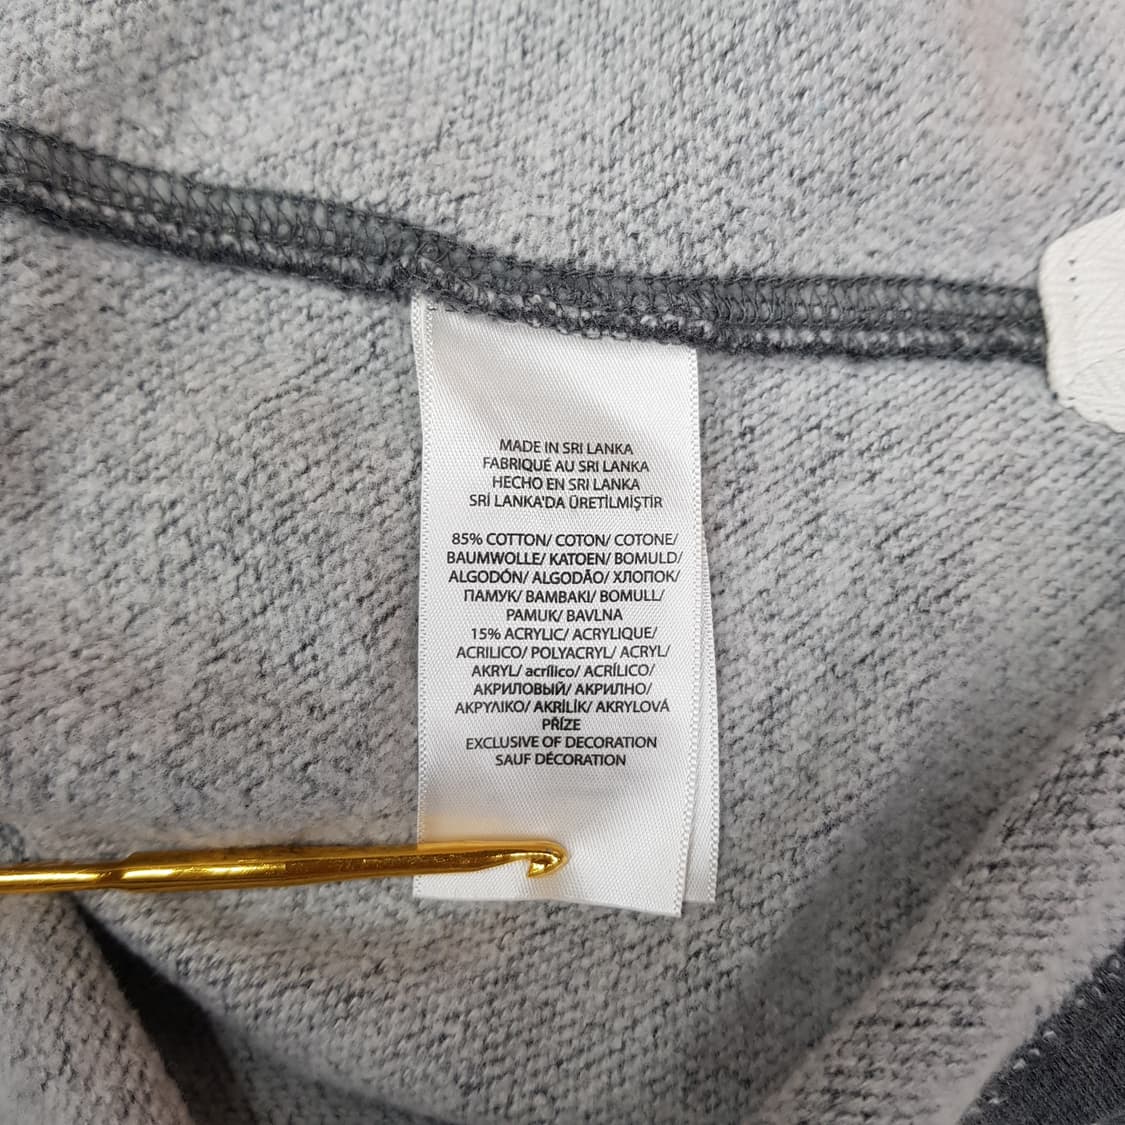 MADE IN SRI LANKA
FABRIQUÉ AU SRI LANKA
HECHO EN SRI LANKA
SRİ LANKA'DA ÜRETİLMİŞTİR
85% COTTON/ COTON/ COTONE/
BAUMWOLLE/ KATOEN/ BOMULD/
ALGODÓN/ ALGODÃO/ ХЛОПОК/
ПАМУК/ BAMBAKI/ BOMULL/
PAMUK/ BAVLNA
15% ACRYLIC/ ACRYLIQUE/
ACRILICO/ POLYACRYL/ ACRYL/
AKRYL/ acrílico/ ACRÍLICO/
АКРИЛОВЫЙ/ АКРИЛНО/
ΑΚΡΥΛΙΚΟ/ AKRİLİK/ AKRYLOVÁ
PŘÍZE
EXCLUSIVE OF DECORATION
SAUF DÉCORATION